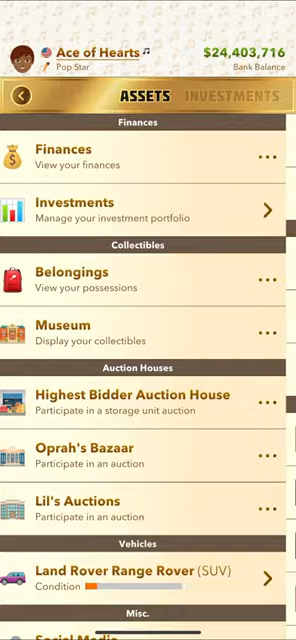 Ace of Hearts
$24,403,716
Pop Star
Bank Balance
ASSETS INVESTMENTS
Finances
Finances
View your finances
Investments
Manage your investment portfolio
Collectibles
Belongings
View your possessions
Museum
Display your collectibles
Auction Houses
Highest Bidder Auction House
Participate in a storage unit auction
Oprah's Bazaar
Participate in an auction
Lil's Auctions
Participate in an auction
Vehicles
Land Rover Range Rover (SUV)
Condition
Misc.
Social Media